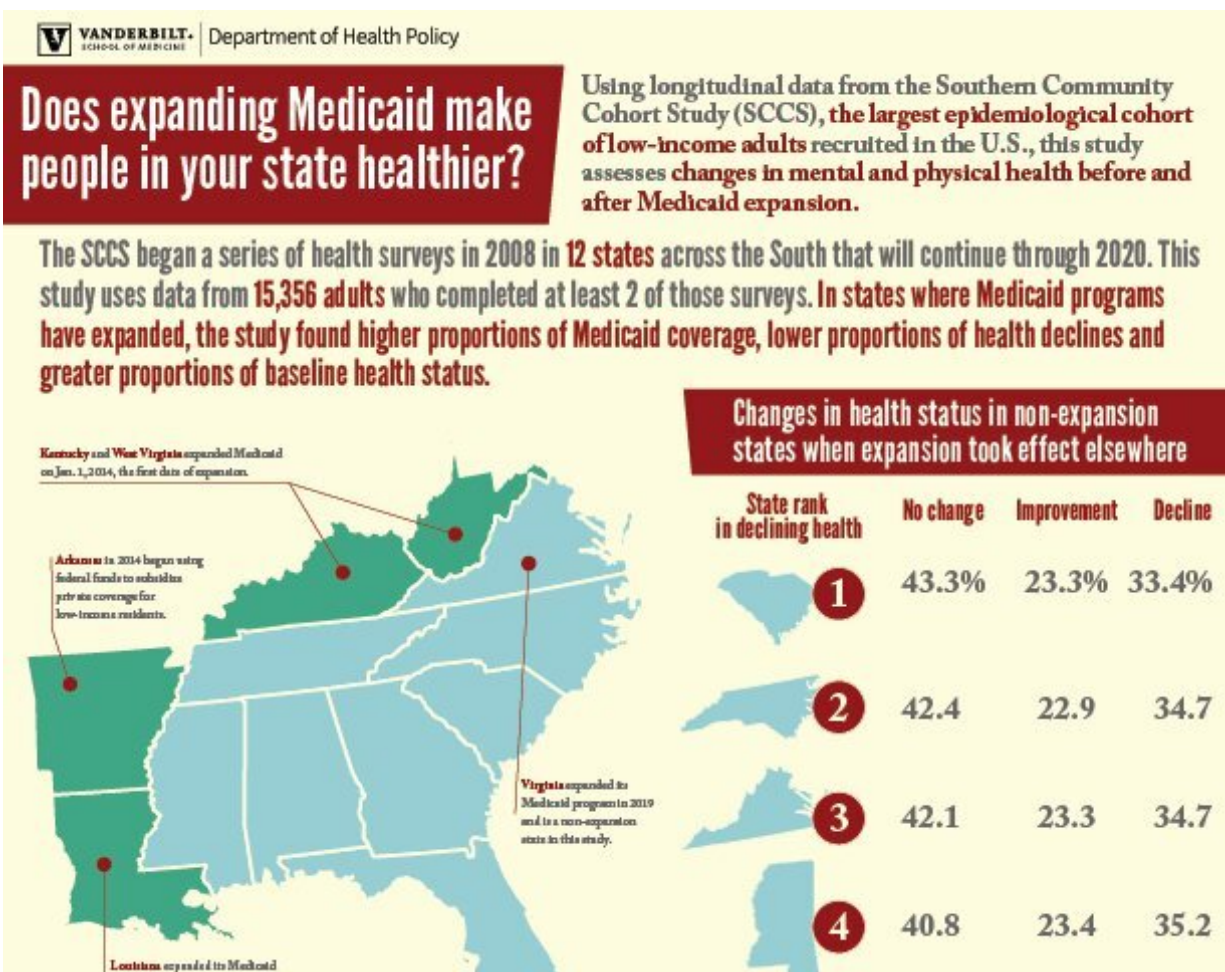 VANDERBILT
SCHOOL OF MEDICINE
Department of Health Policy
Does expanding Medicaid make
people in your state healthier?
Using longitudinal data from the Southern Community
Cohort Study (SCCS), the largest epidemiological cohort
of low-income adults recruited in the U.S., this study
assesses changes in mental and physical health before and
after Medicaid expansion.
The SCCS began a series of health surveys in 2008 in 12 states across the South that will continue through 2020. This
study uses data from 15,356 adults who completed at least 2 of those surveys. In states where Medicaid programs
have expanded, the study found higher proportions of Medicaid coverage, lower proportions of health declines and
greater proportions of baseline health status.
Kentucky and West Virginia expanded Medicaid
on Jan. 1, 2014, the first date of expansion.
Arkansas in 2014 began using
federal funds to subsidize
private coverage for
low-income residents.
Virginia expanded its
Medicaid program in 2019
and is a non-expansion
state in this study.
Louisiana expanded its Medicaid
Changes in health status in non-expansion
states when expansion took effect elsewhere
State rank
in declining health
No change Improvement Decline
1 43.3% 23.3% 33.4%
2 42.4 22.9 34.7
3 42.1 23.3 34.7
4 40.8 23.4 35.2